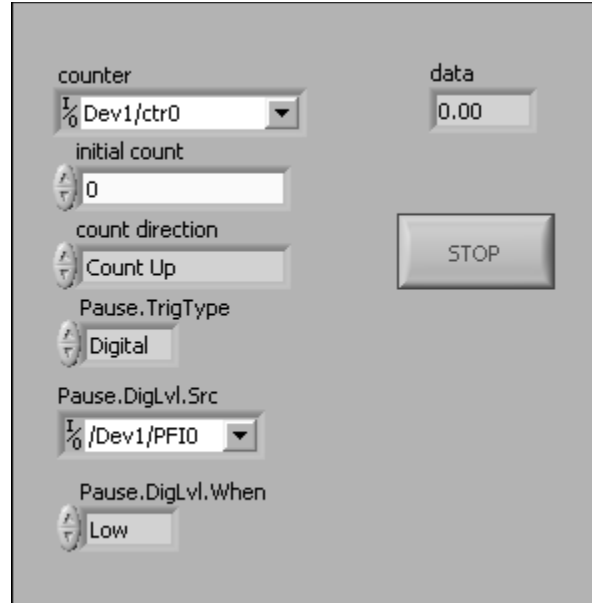 counter
Dev1/ctr0
initial count
0
count direction
Count Up
Pause.TrigType
Digital
Pause.DigLvl.Src
/Dev1/PFI0
Pause.DigLvl.When
Low
data
0.00
STOP